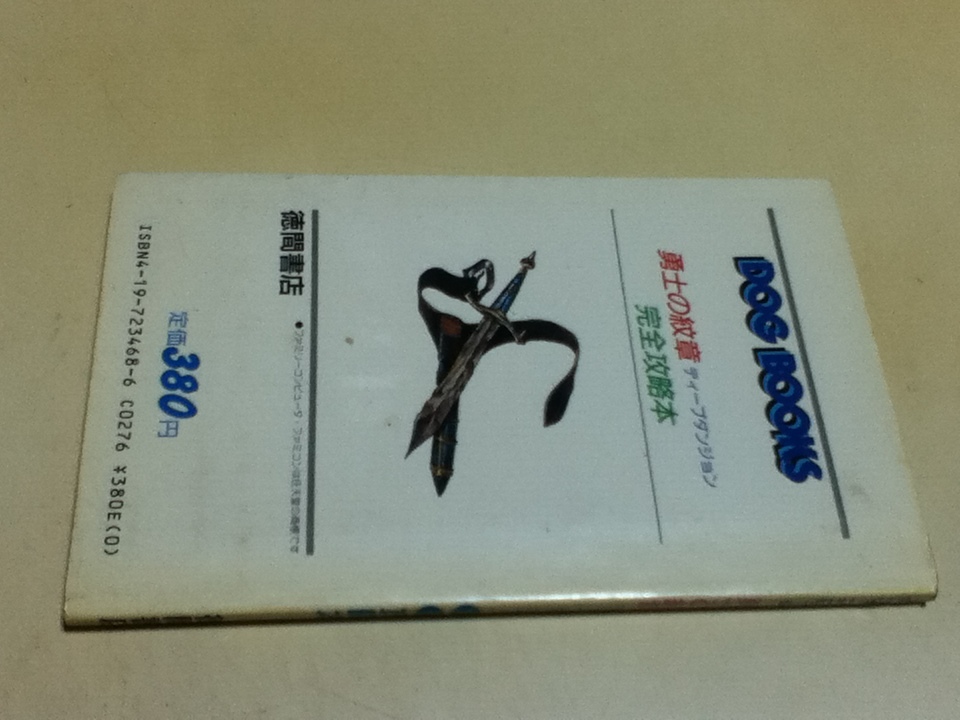 DOG BOOKS
勇士の紋章 ディープダンジョン
完全攻略本
徳間書店
●ファミリーコンピュータ・ファミコンは任天堂の商標です
定価380円
ISBN4-19-723468-6 C0276 ¥380E(0)